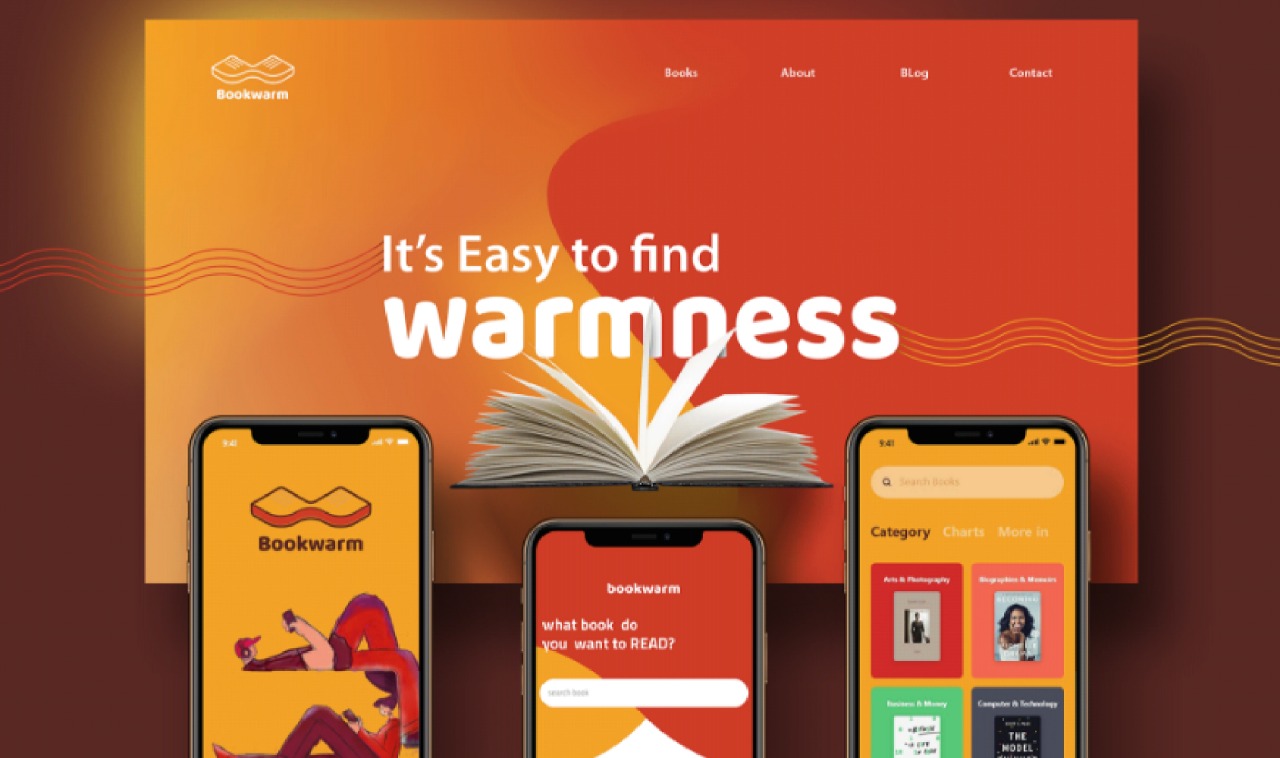 Bookwarm
Books
About
BLog
Contact
It's Easy to find
warmness
9:41
Bookwarm
bookwarm
what book do
you want to READ?
search book
9:41
Search Books
Category
Charts
More in
Arts & Photography
Biographies & Memoirs
BECOMING
Business & Money
Computer & Technology
THE
MODEL